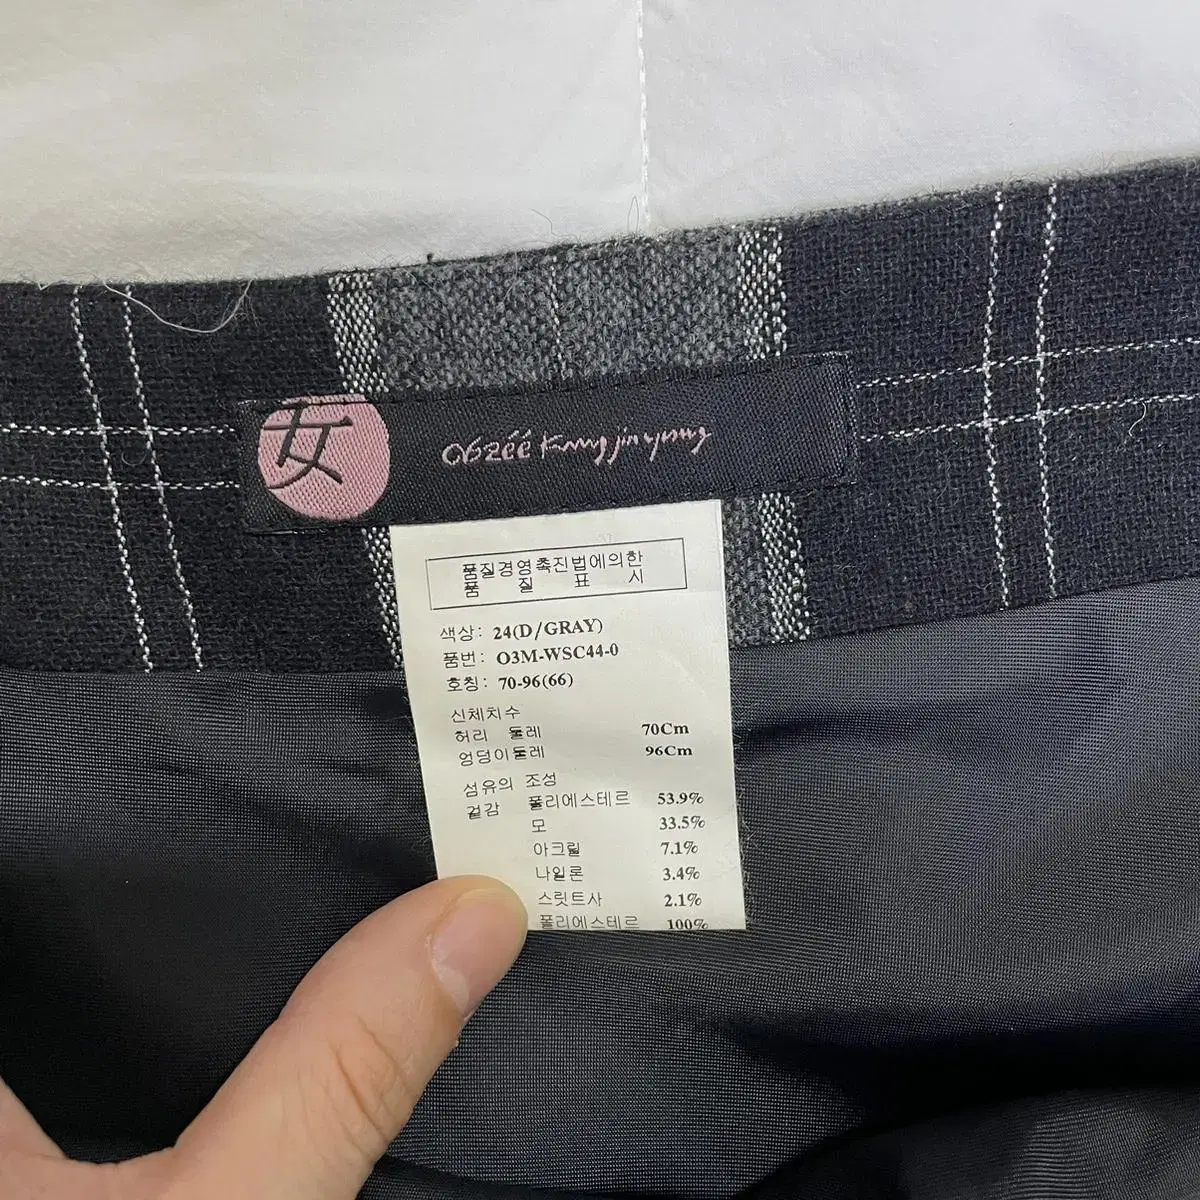 女
obzéé Kangjinyoung
품질경영촉진법에의한
품 질 표 시
색상: 24(D/GRAY)
품번: O3M-WSC44-0
호칭: 70-96(66)
신체치수
허리 둘레 70Cm
엉덩이둘레 96Cm
섬유의 조성
겉감 폴리에스테르 53.9%
모 33.5%
아크릴 7.1%
나일론 3.4%
스릿트사 2.1%
폴리에스테르 100%